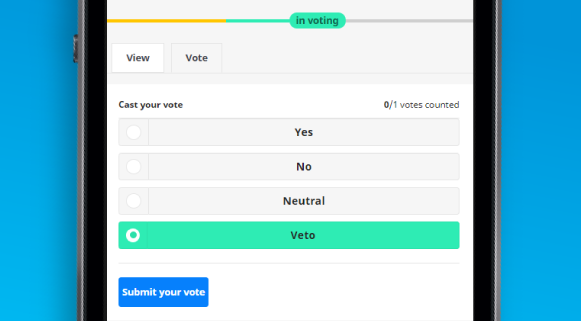 in voting
View Vote
Cast your vote 0/1 votes counted
Yes
No
Neutral
Veto
Submit your vote